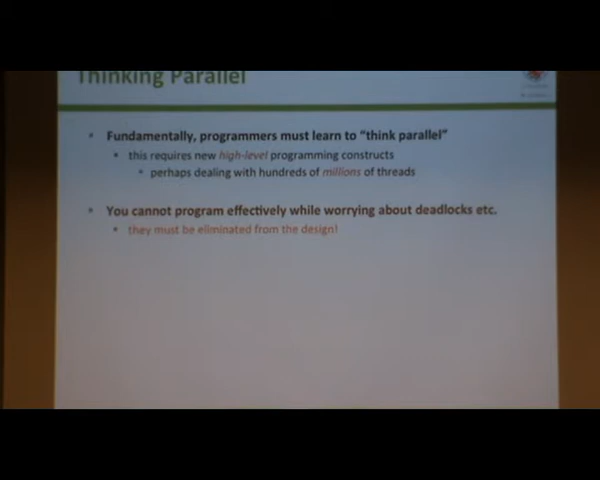 Thinking Parallel
Fundamentally, programmers must learn to "think parallel"
this requires new high-level programming constructs
perhaps dealing with hundreds of millions of threads
You cannot program effectively while worrying about deadlocks etc.
they must be eliminated from the design!